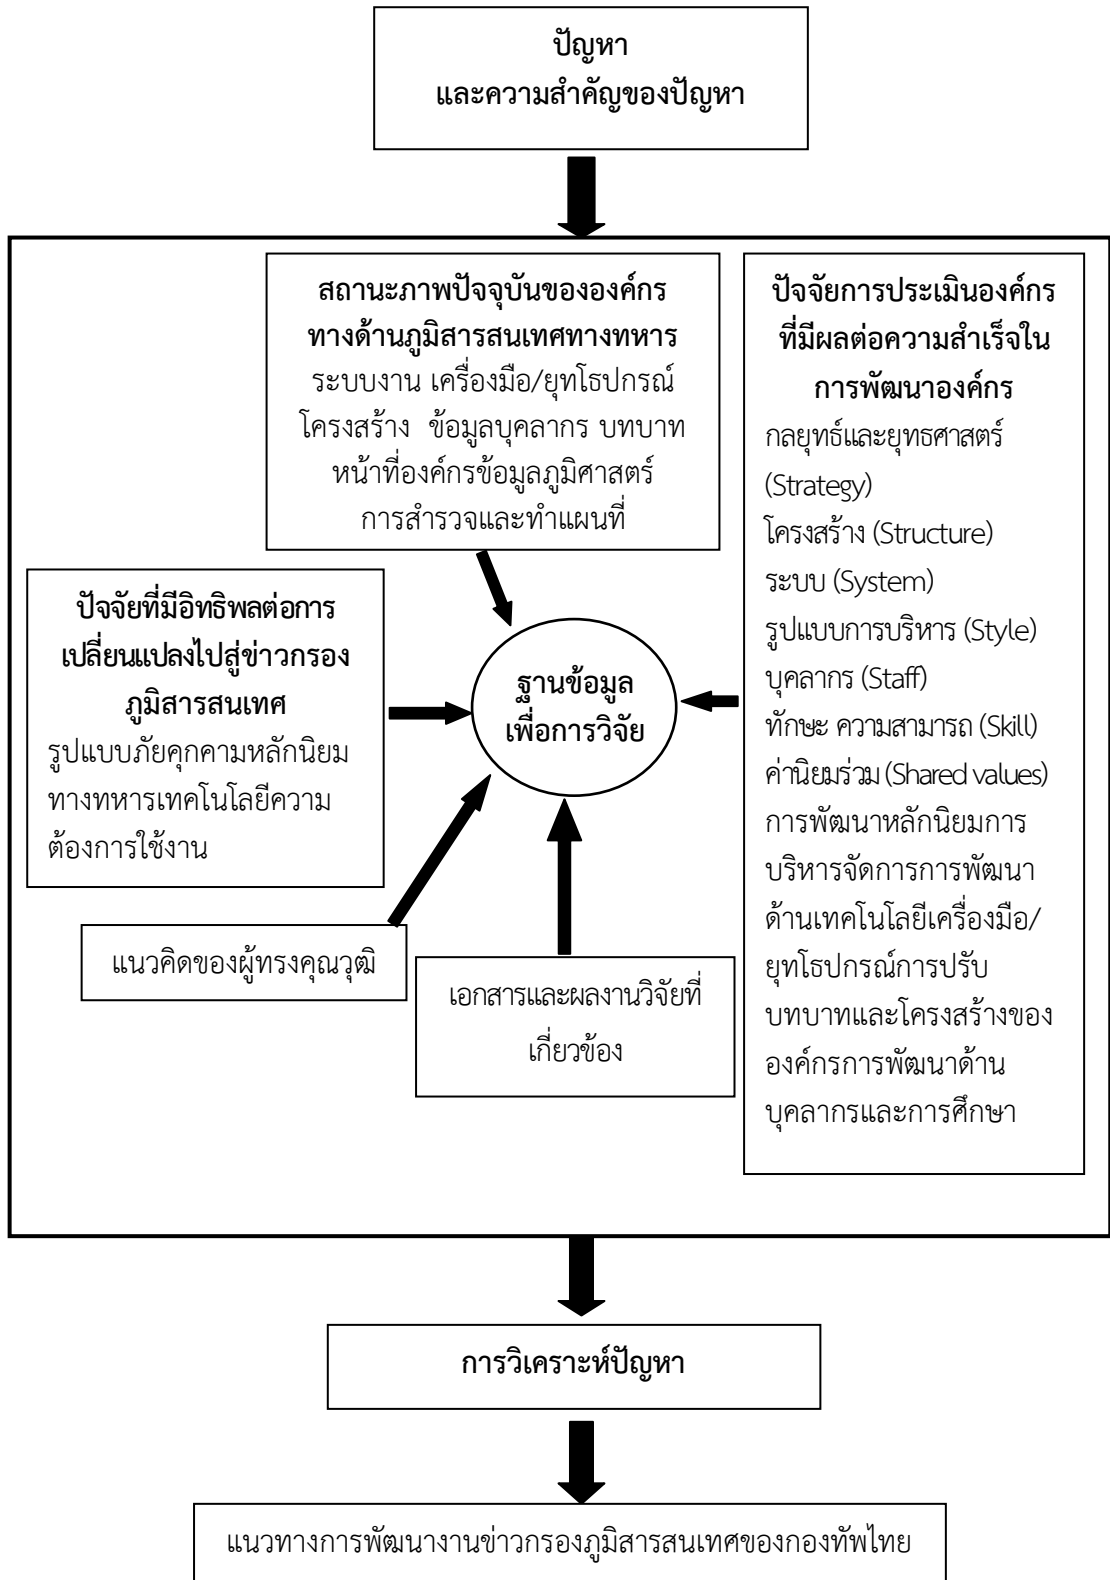 ปัญหา
และความสำคัญของปัญหา
สถานะภาพปัจจุบันขององค์กร
ทางด้านภูมิสารสนเทศทางทหาร
ระบบงาน เครื่องมือ/ยุทโธปกรณ์
โครงสร้าง ข้อมูลบุคลากร บทบาท
หน้าที่องค์กรข้อมูลภูมิศาสตร์
การสำรวจและทำแผนที่
ปัจจัยการประเมินองค์กร
ที่มีผลต่อความสำเร็จใน
การพัฒนาองค์กร
กลยุทธ์และยุทธศาสตร์
(Strategy)
โครงสร้าง (Structure)
ระบบ (System)
รูปแบบการบริหาร (Style)
บุคลากร (Staff)
ทักษะ ความสามารถ (Skill)
ค่านิยมร่วม (Shared values)
การพัฒนาหลักนิยมการ
บริหารจัดการการพัฒนา
ด้านเทคโนโลยีเครื่องมือ/
ยุทโธปกรณ์การปรับ
บทบาทและโครงสร้างของ
องค์กรการพัฒนาด้าน
บุคลากรและการศึกษา
ปัจจัยที่มีอิทธิพลต่อการ
เปลี่ยนแปลงไปสู่ข่าวกรอง
ภูมิสารสนเทศ
รูปแบบภัยคุกคามหลักนิยม
ทางทหารเทคโนโลยีความ
ต้องการใช้งาน
ฐานข้อมูล
เพื่อการวิจัย
แนวคิดของผู้ทรงคุณวุฒิ
เอกสารและผลงานวิจัยที่
เกี่ยวข้อง
การวิเคราะห์ปัญหา
แนวทางการพัฒนางานข่าวกรองภูมิสารสนเทศของกองทัพไทย